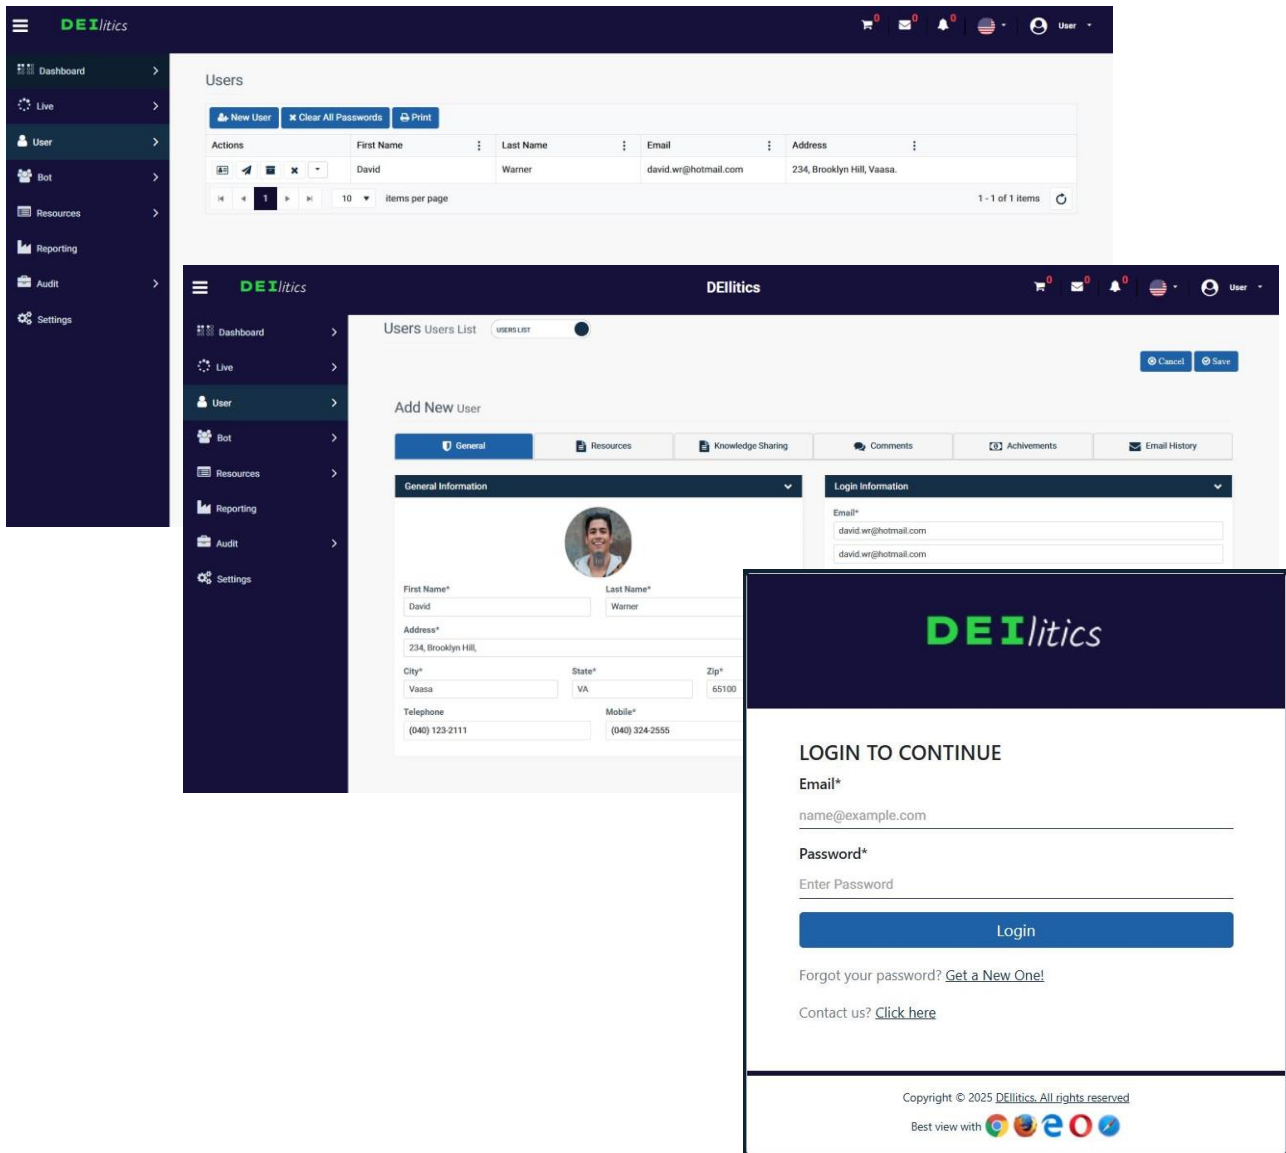 DEIlitics
0 0 0 User
Dashboard
Live
User
Bot
Resources
Reporting
Audit
Settings
Users
New User Clear All Passwords Print
Actions First Name Last Name Email Address
David Warner david.wr@hotmail.com 234, Brooklyn Hill, Vaasa.
1 10 items per page 1 - 1 of 1 items
DEIlitics DEIlitics 0 0 0 User
Dashboard
Live
User
Bot
Resources
Reporting
Audit
Settings
Users Users List USERS LIST
Cancel Save
Add New User
General Resources Knowledge Sharing Comments Achivements Email History
General Information
First Name* Last Name*
David Warner
Address*
234, Brooklyn Hill,
City* State* Zip*
Vaasa VA 65100
Telephone Mobile*
(040) 123-2111 (040) 324-2555
Login Information
Email*
david.wr@hotmail.com
david.wr@hotmail.com
DEIlitics
LOGIN TO CONTINUE
Email*
name@example.com
Password*
Enter Password
Login
Forgot your password? Get a New One!
Contact us? Click here
Copyright © 2025 DEIlitics. All rights reserved
Best view with